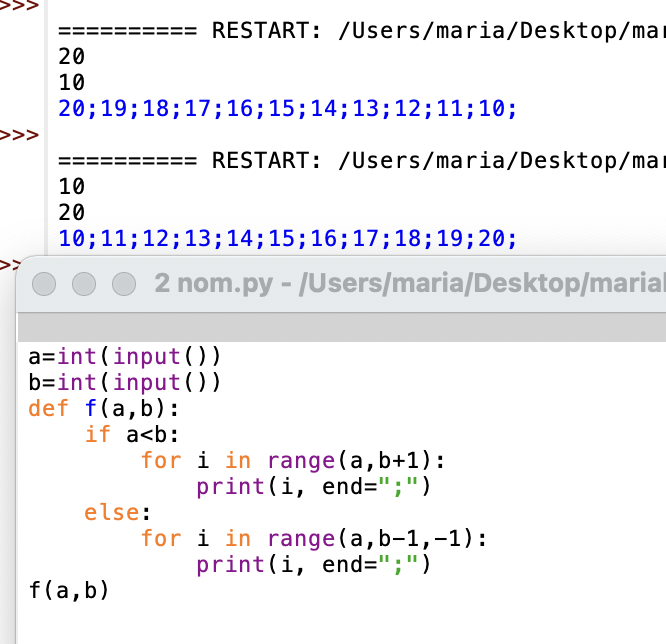 >>>
========== RESTART: /Users/maria/Desktop/mar
20
10
20;19;18;17;16;15;14;13;12;11;10;
>>>
========== RESTART: /Users/maria/Desktop/mar
10
20
10;11;12;13;14;15;16;17;18;19;20;
>>>
2 nom.py - /Users/maria/Desktop/maria
a=int(input())
b=int(input())
def f(a,b):
    if a<b:
        for i in range(a,b+1):
            print(i, end=";")
    else:
        for i in range(a,b-1,-1):
            print(i, end=";")
f(a,b)